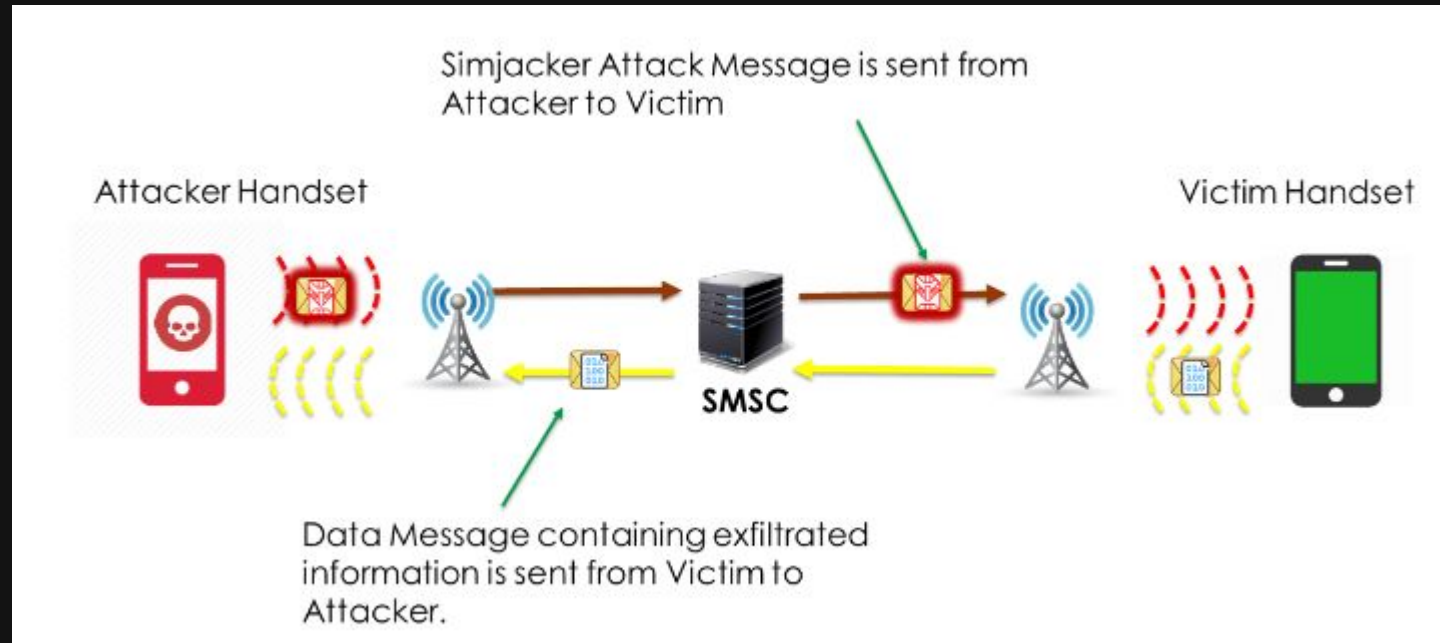 Simjacker Attack Message is sent from
Attacker to Victim
Attacker Handset
Victim Handset
SMSC
Data Message containing exfiltrated
information is sent from Victim to
Attacker.